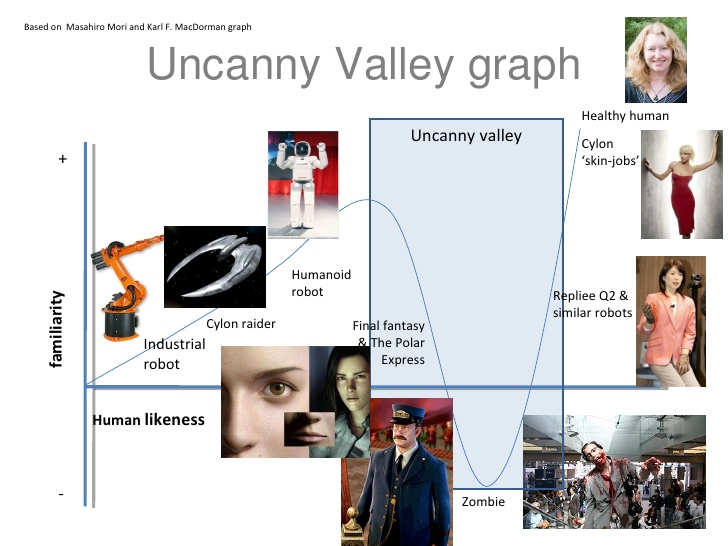 Based on  Masahiro Mori and Karl F. MacDorman graph
Uncanny Valley graph
Healthy human
Uncanny valley
Cylon
‘skin-jobs’
+
Humanoid
robot
Repliee Q2 &
similar robots
familiarity
Cylon raider
Final fantasy
& The Polar
Express
Industrial
robot
Human likeness
-
Zombie